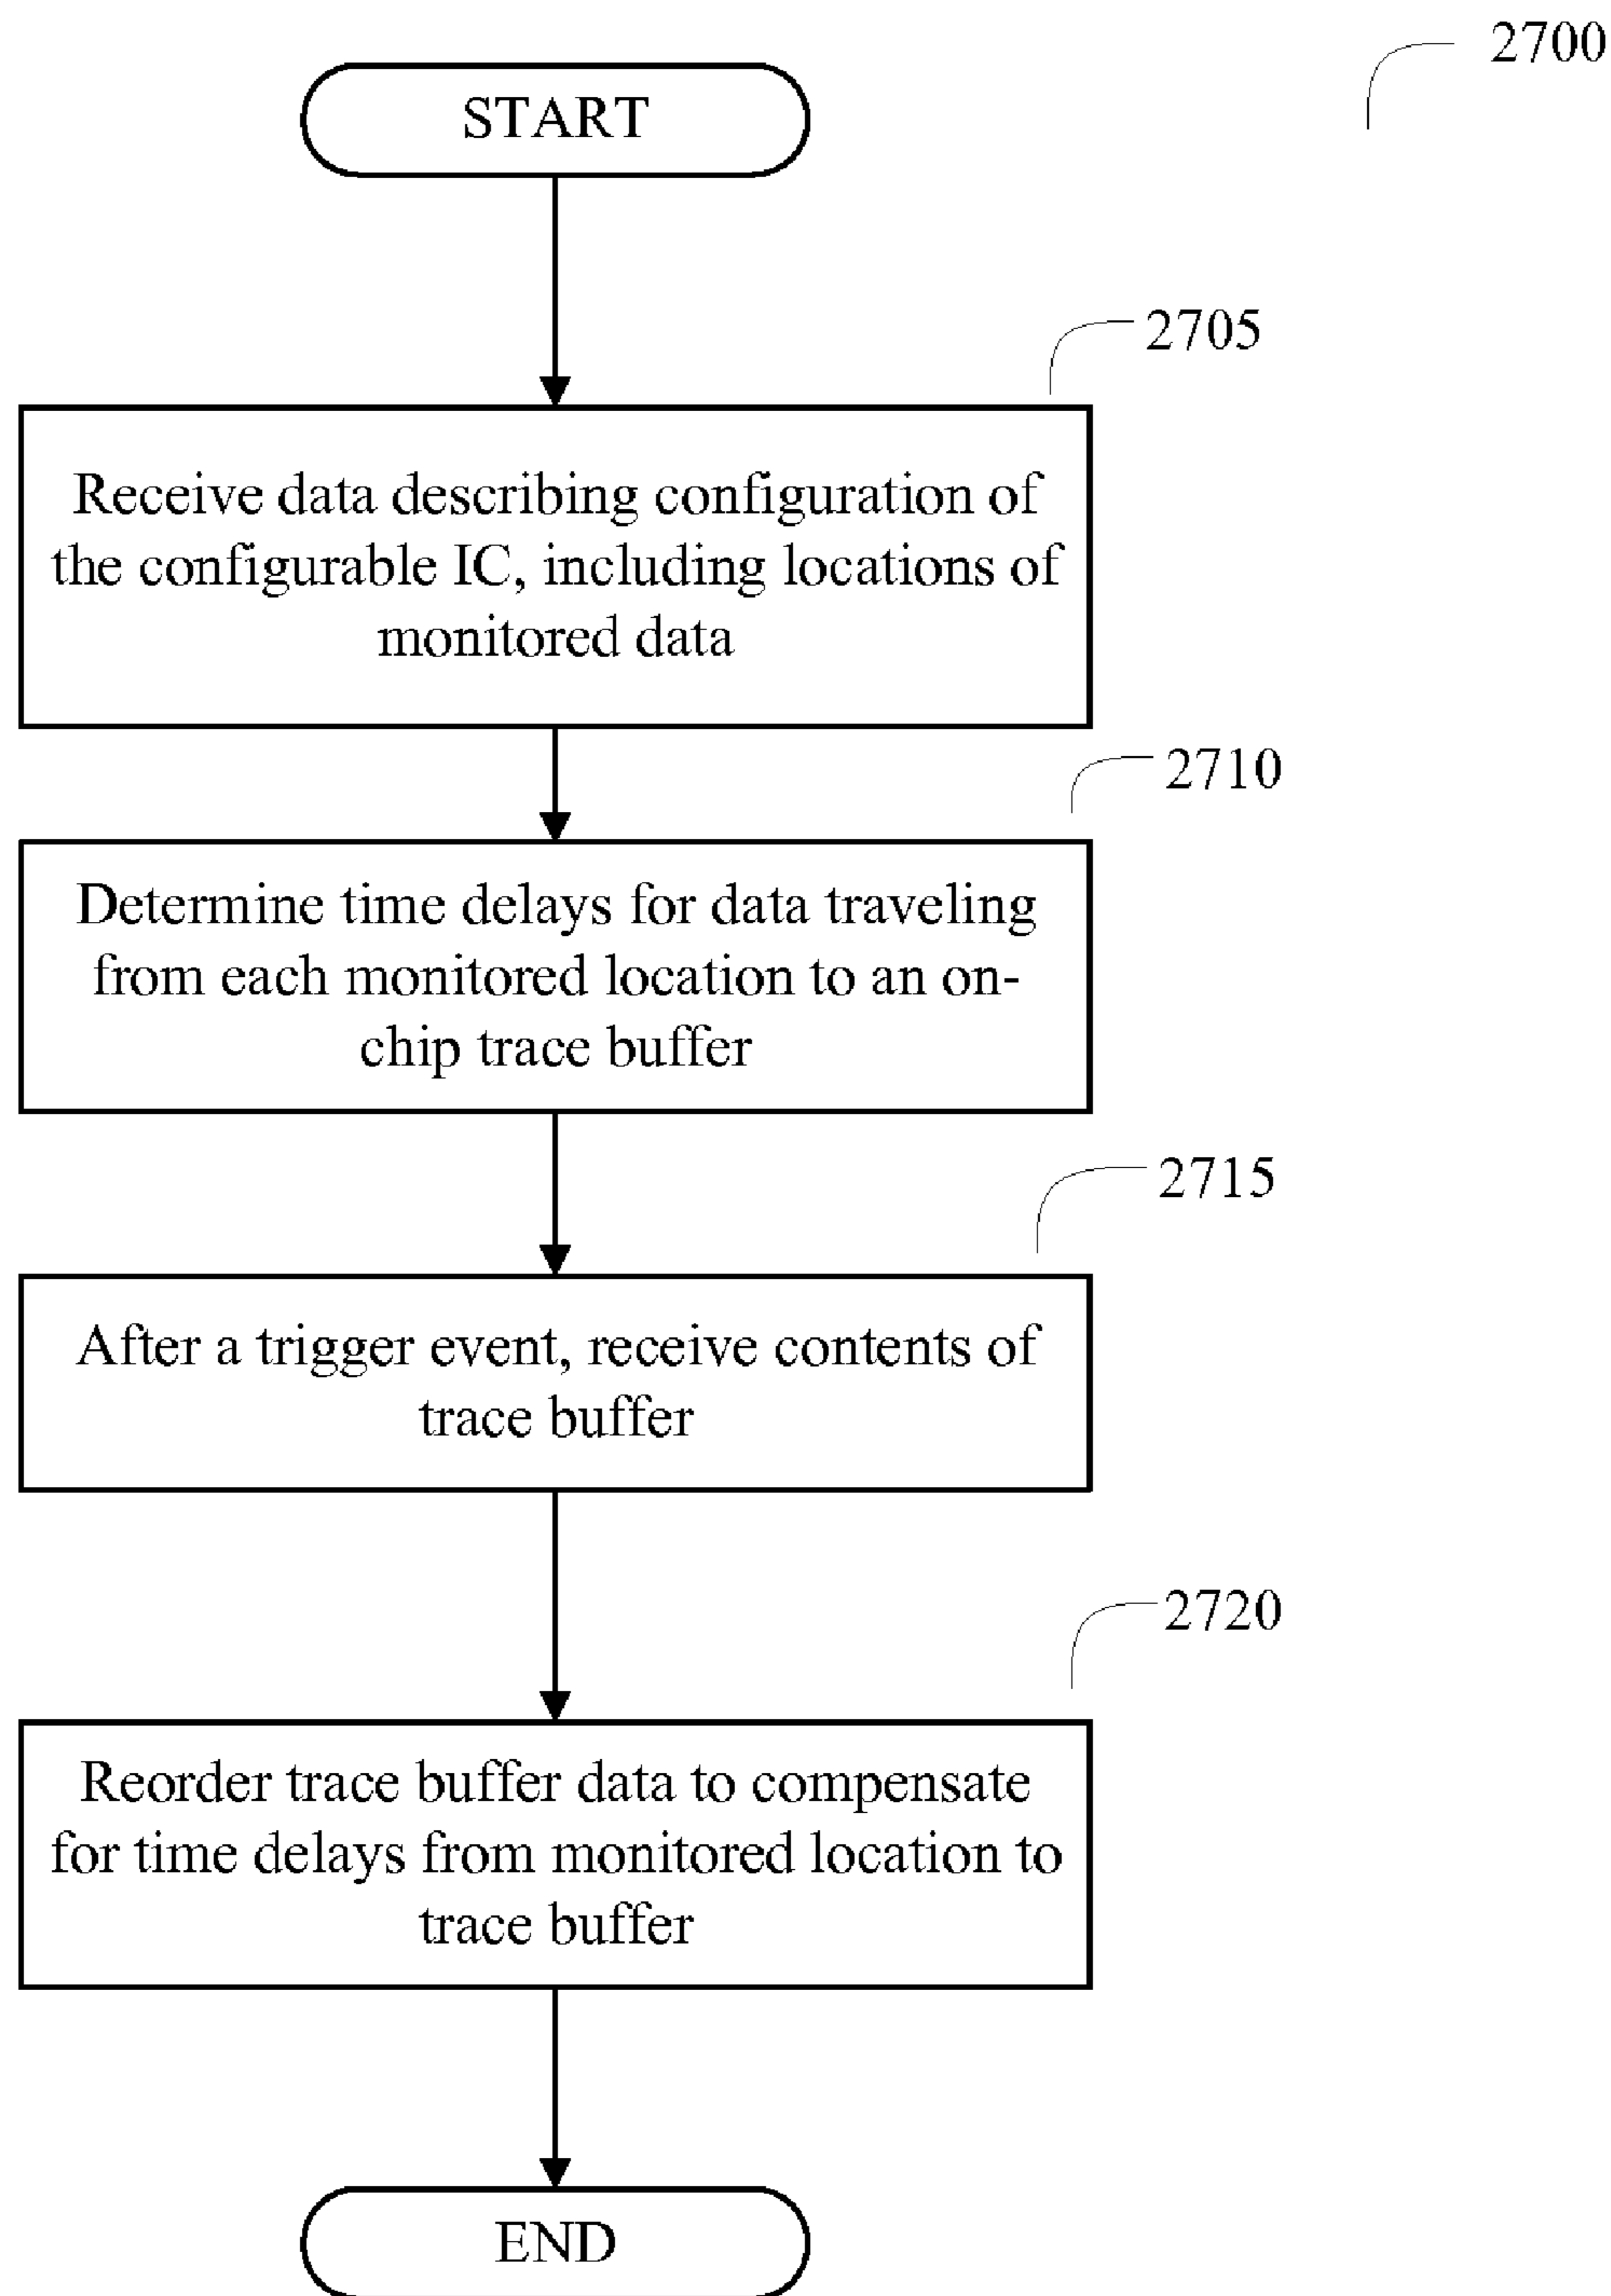 2700
START
2705
Receive data describing configuration of
the configurable IC, including locations of
monitored data
2710
Determine time delays for data traveling
from each monitored location to an on-
chip trace buffer
2715
After a trigger event, receive contents of
trace buffer
2720
Reorder trace buffer data to compensate
for time delays from monitored location to
trace buffer
END